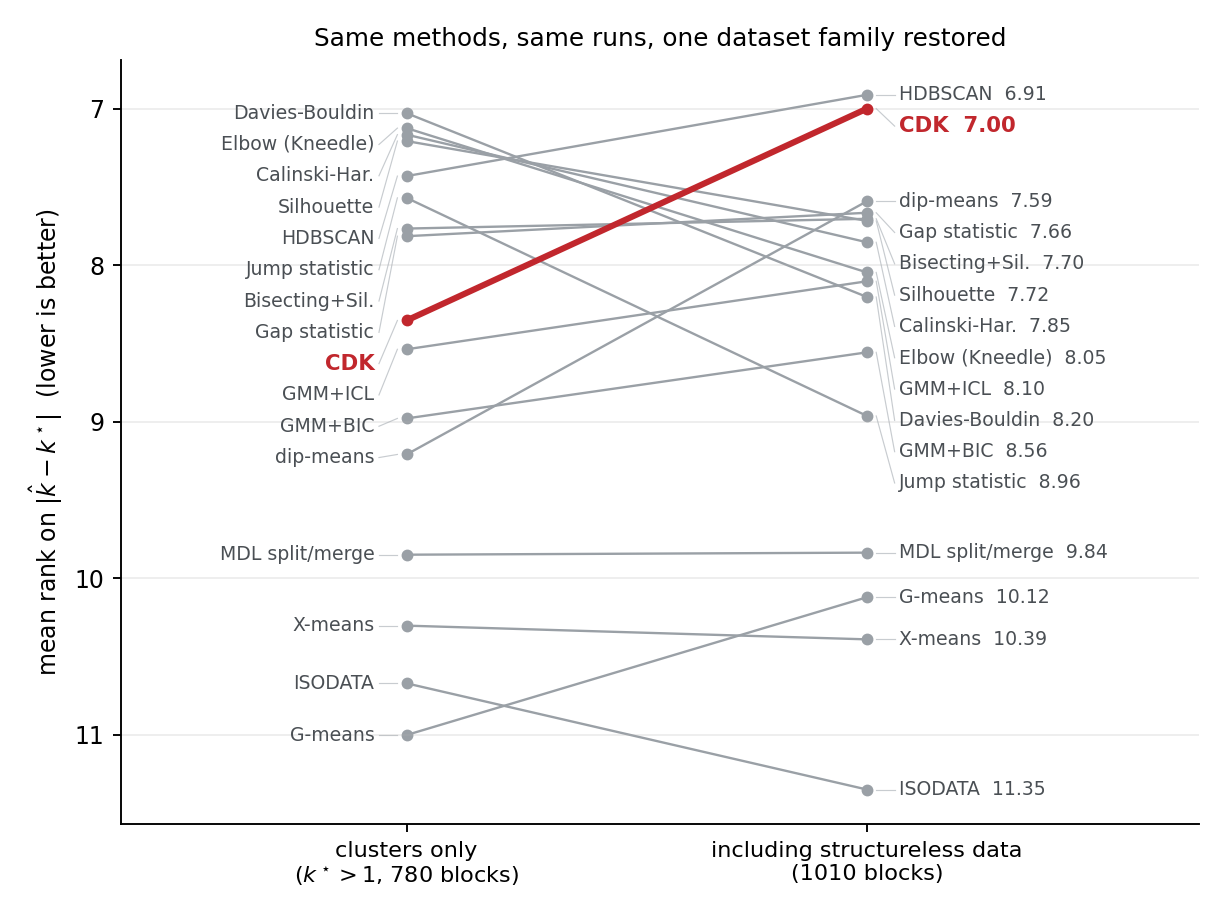 Same methods, same runs, one dataset family restored
mean rank on |k̂ − k⋆| (lower is better)
7
8
9
10
11
Davies-Bouldin
Elbow (Kneedle)
Calinski-Har.
Silhouette
HDBSCAN
Jump statistic
Bisecting+Sil.
Gap statistic
CDK
GMM+ICL
GMM+BIC
dip-means
MDL split/merge
X-means
ISODATA
G-means
HDBSCAN 6.91
CDK 7.00
dip-means 7.59
Gap statistic 7.66
Bisecting+Sil. 7.70
Silhouette 7.72
Calinski-Har. 7.85
Elbow (Kneedle) 8.05
GMM+ICL 8.10
Davies-Bouldin 8.20
GMM+BIC 8.56
Jump statistic 8.96
MDL split/merge 9.84
G-means 10.12
X-means 10.39
ISODATA 11.35
clusters only
(k⋆ > 1, 780 blocks)
including structureless data
(1010 blocks)